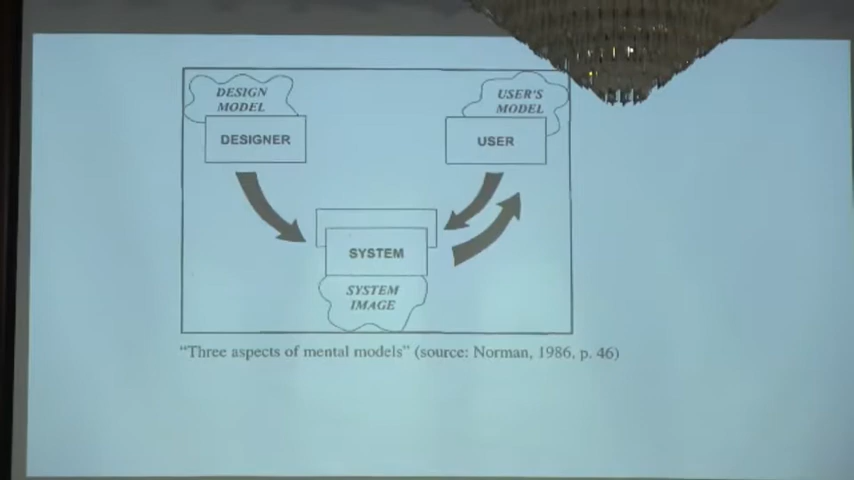 DESIGN
MODEL
DESIGNER
USER'S
MODEL
USER
SYSTEM
SYSTEM
IMAGE
“Three aspects of mental models” (source: Norman, 1986, p. 46)